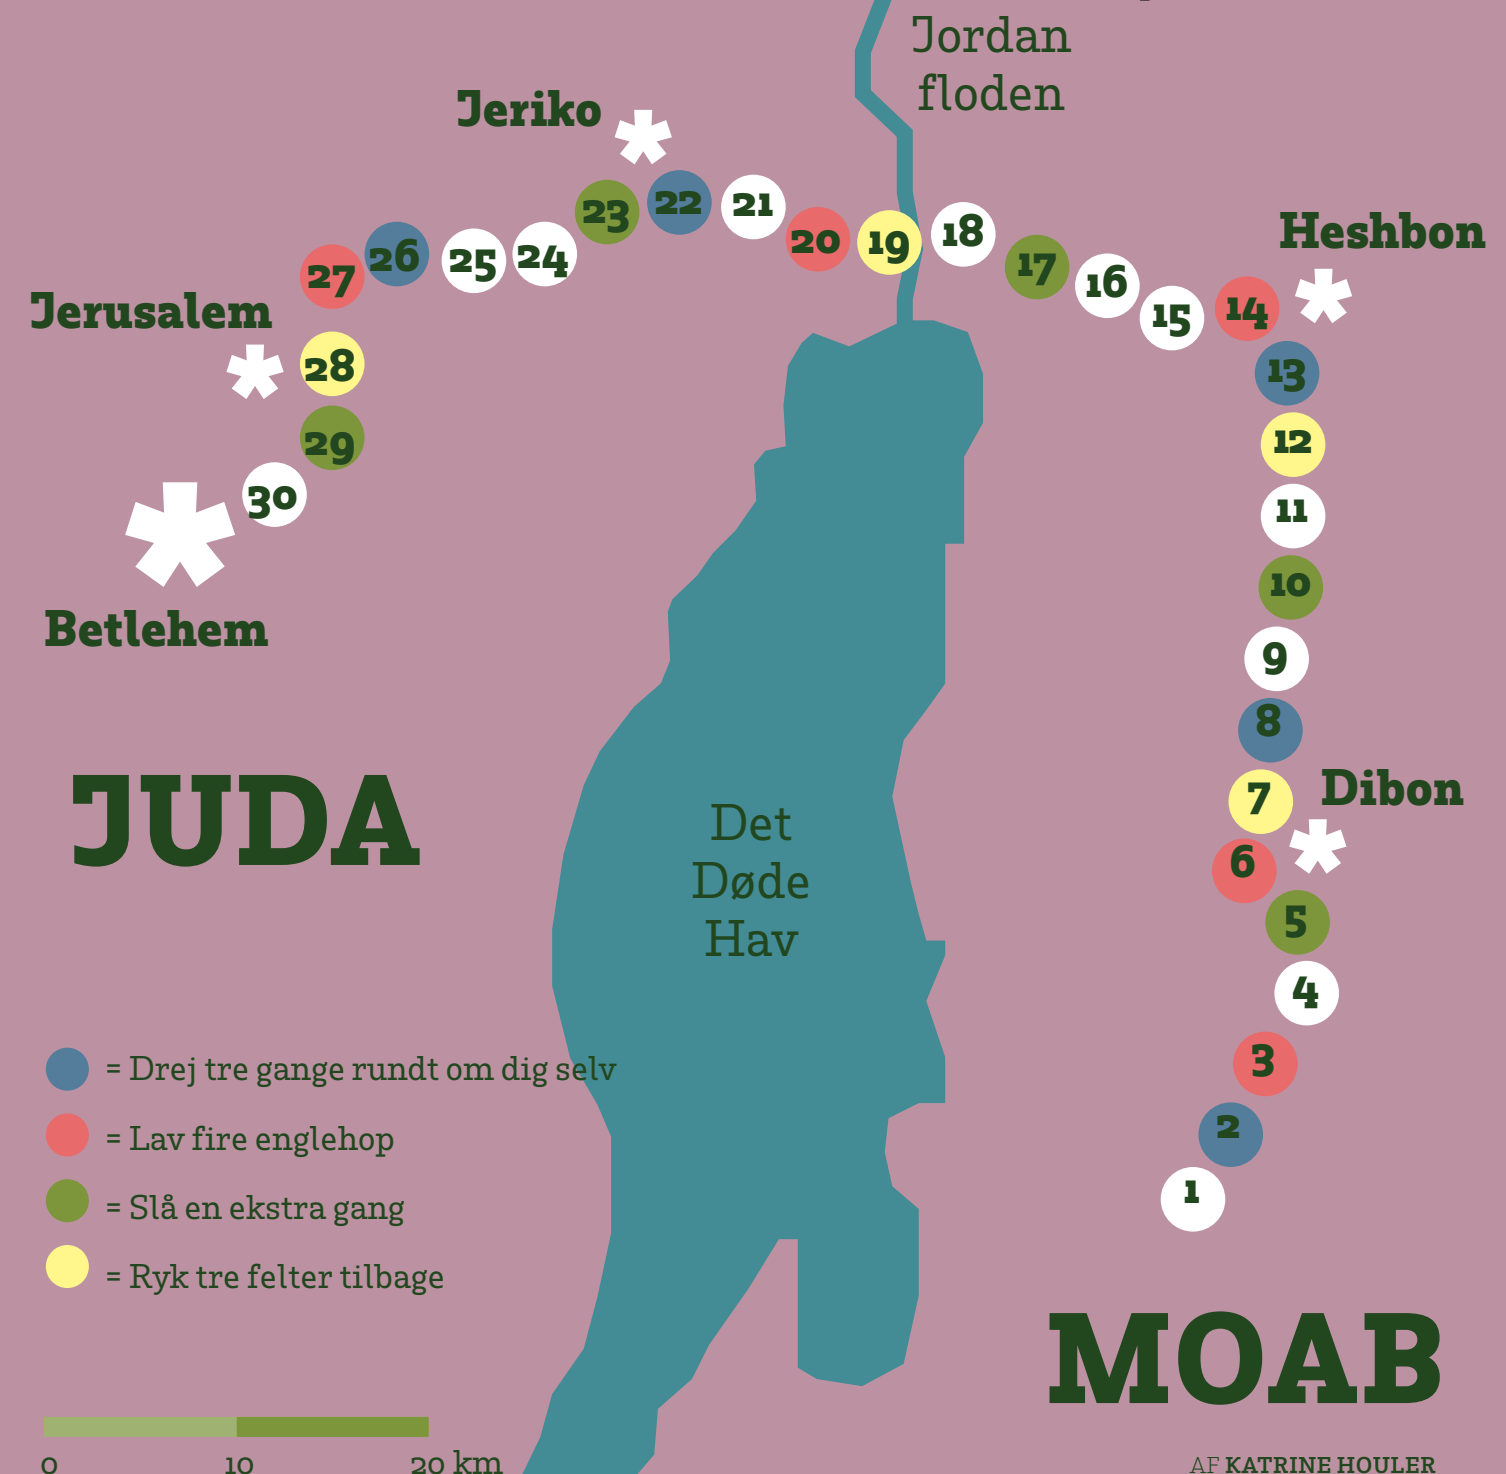 Jordan
floden
Jeriko
Heshbon
Jerusalem
Betlehem
30
29
28
27
26
25
24
23
22
21
20
19
18
17
16
15
14
13
12
11
10
9
8
7
6
5
4
3
2
1
Dibon
JUDA
Det
Døde
Hav
= Drej tre gange rundt om dig selv
= Lav fire englehop
= Slå en ekstra gang
= Ryk tre felter tilbage
MOAB
0 10 20 km
AF KATRINE HOULER